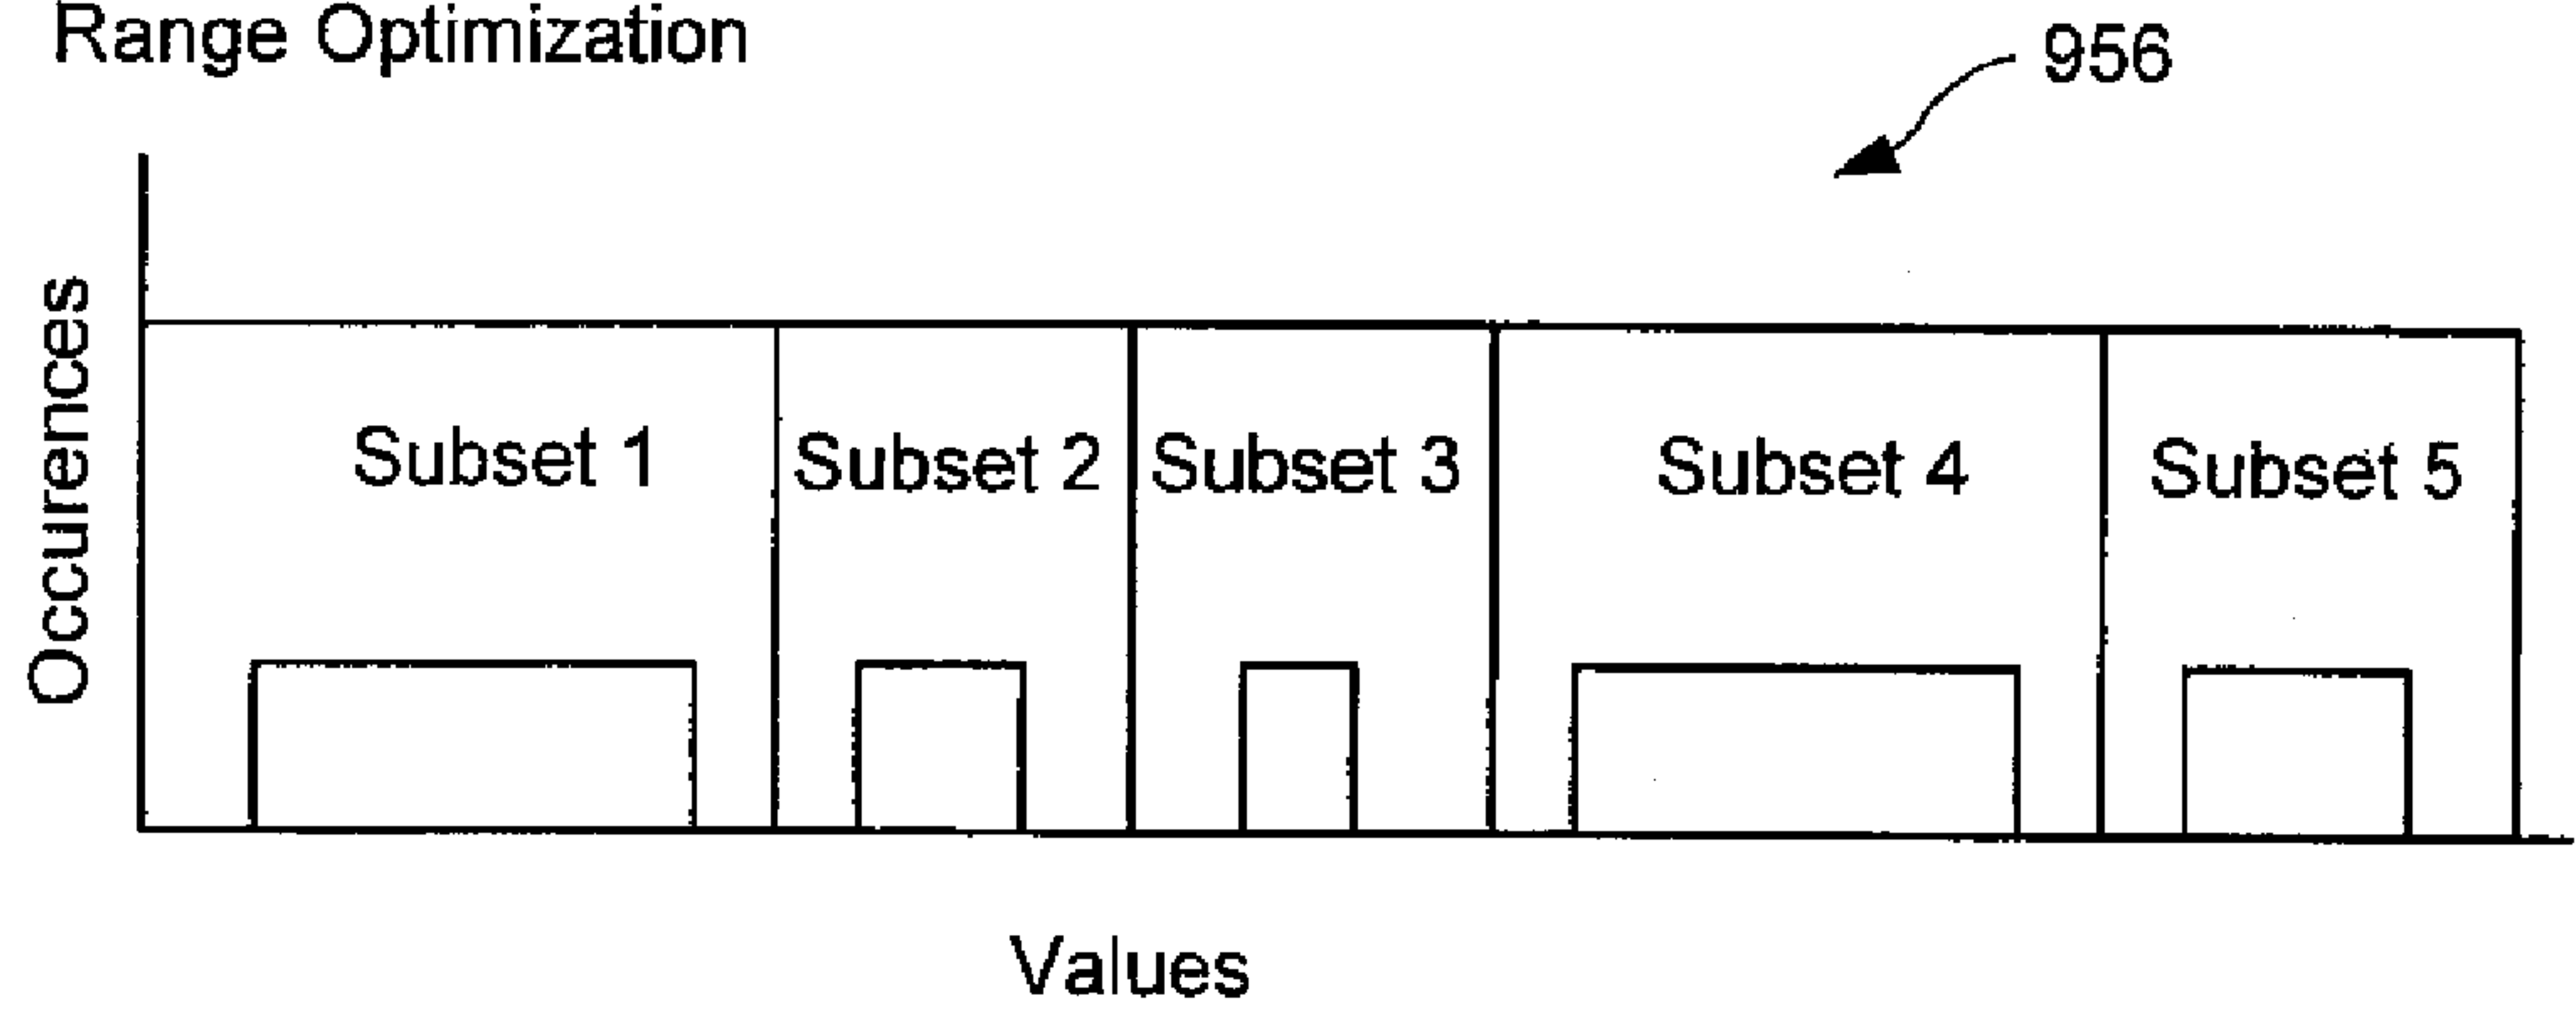 Range Optimization
956
Occurences
Subset 1
Subset 2
Subset 3
Subset 4
Subset 5
Values